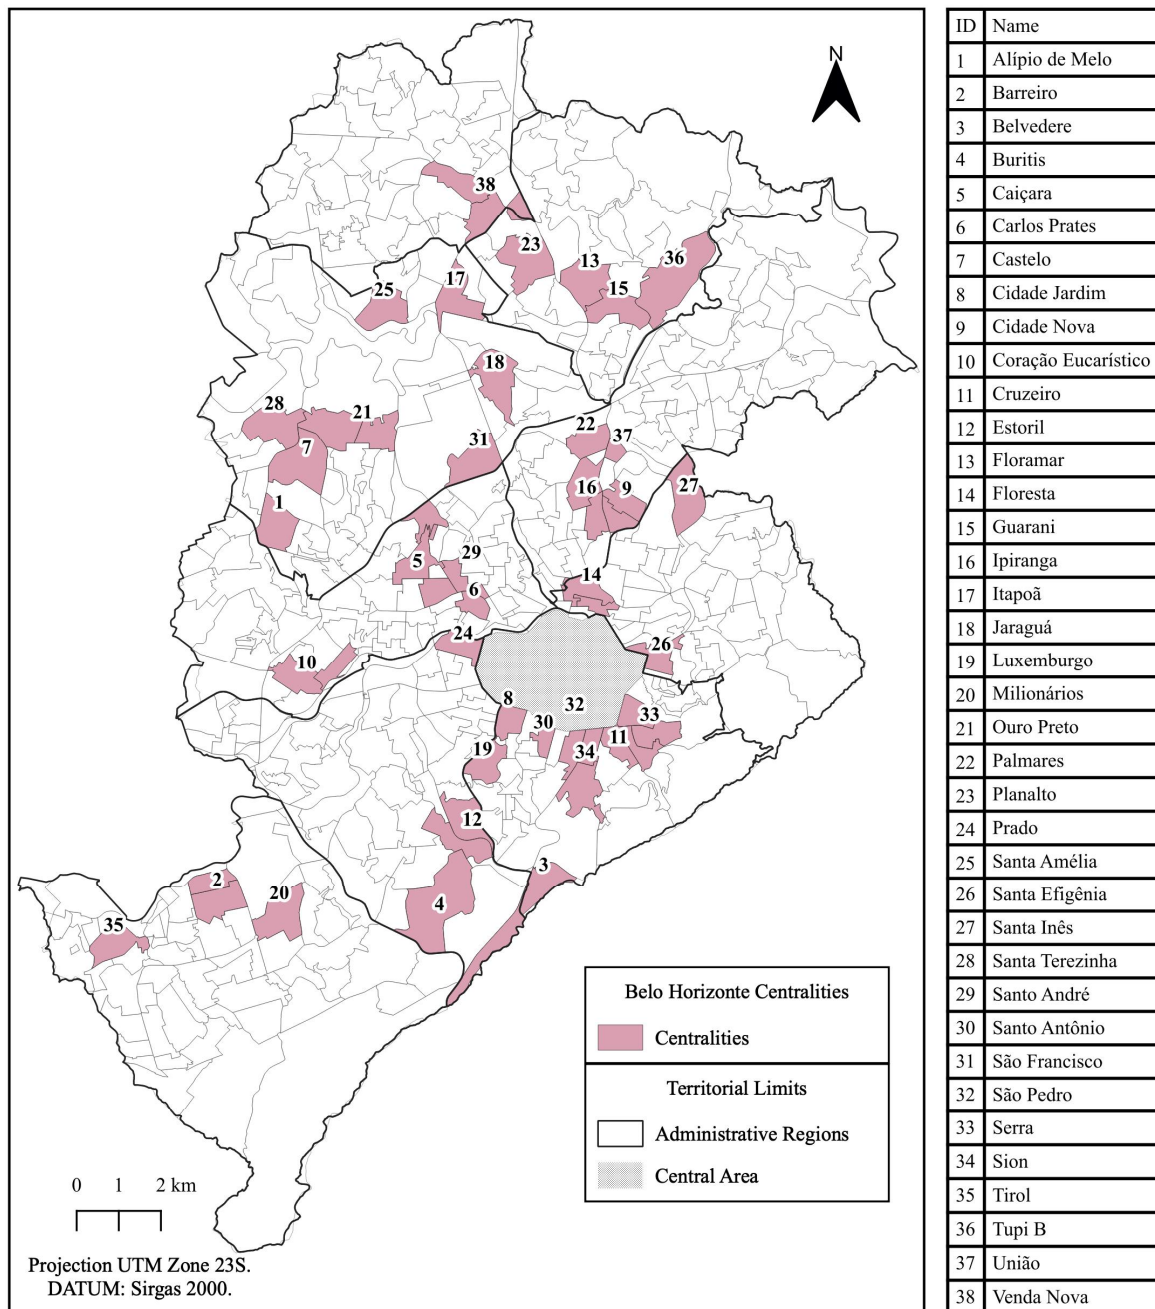 N
38
23
13
36
17
25
15
18
28
21
22
37
31
7
16
9
27
1
29
5
6
14
24
26
10
8
32
33
30
11
19
34
12
3
2
20
4
35
Belo Horizonte Centralities
Centralities
Territorial Limits
Administrative Regions
Central Area
0 1 2 km
Projection UTM Zone 23S.
DATUM: Sirgas 2000.
ID Name
1 Alípio de Melo
2 Barreiro
3 Belvedere
4 Buritis
5 Caiçara
6 Carlos Prates
7 Castelo
8 Cidade Jardim
9 Cidade Nova
10 Coração Eucarístico
11 Cruzeiro
12 Estoril
13 Floramar
14 Floresta
15 Guarani
16 Ipiranga
17 Itapoã
18 Jaraguá
19 Luxemburgo
20 Milionários
21 Ouro Preto
22 Palmares
23 Planalto
24 Prado
25 Santa Amélia
26 Santa Efigênia
27 Santa Inês
28 Santa Terezinha
29 Santo André
30 Santo Antônio
31 São Francisco
32 São Pedro
33 Serra
34 Sion
35 Tirol
36 Tupi B
37 União
38 Venda Nova